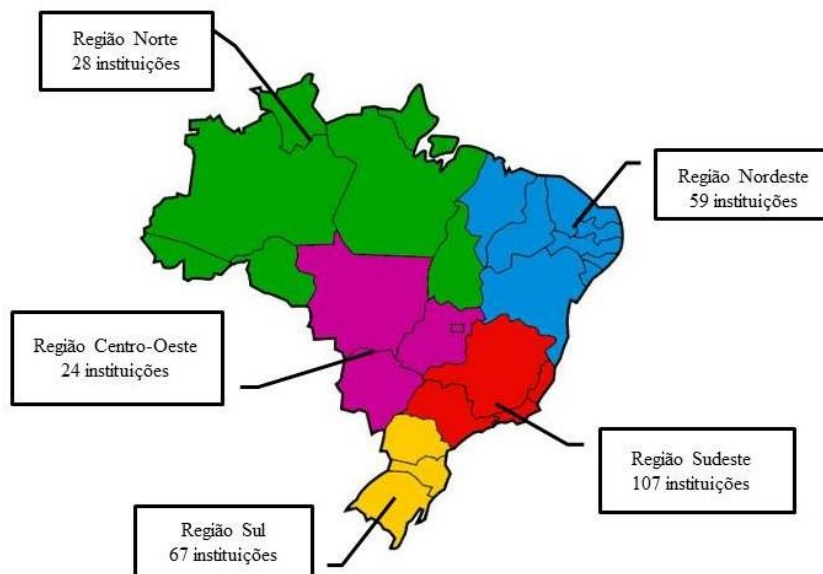 Região Norte
28 instituições
Região Nordeste
59 instituições
Região Centro-Oeste
24 instituições
Região Sudeste
107 instituições
Região Sul
67 instituições